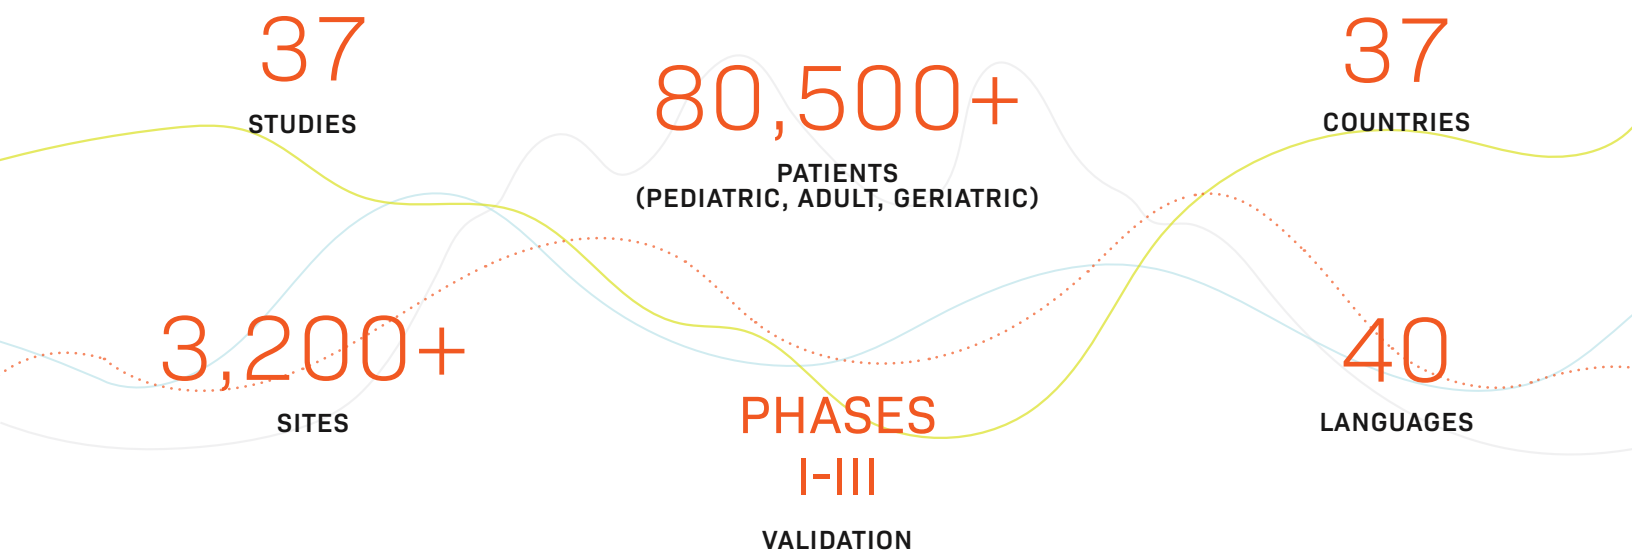 37
STUDIES
80,500+
PATIENTS
(PEDIATRIC, ADULT, GERIATRIC)
37
COUNTRIES
3,200+
SITES
PHASES
I-III
VALIDATION
40
LANGUAGES